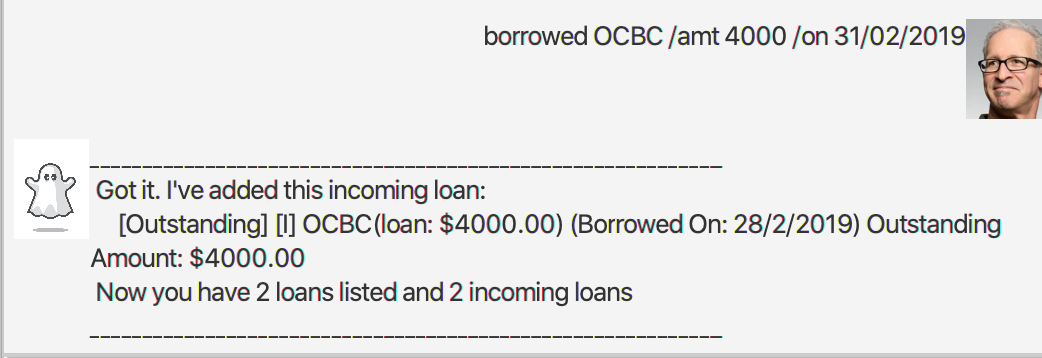 borrowed OCBC /amt 4000 /on 31/02/2019
____________________________________________________________
Got it. I've added this incoming loan:
[Outstanding] [I] OCBC(loan: $4000.00) (Borrowed On: 28/2/2019) Outstanding
Amount: $4000.00
Now you have 2 loans listed and 2 incoming loans
____________________________________________________________